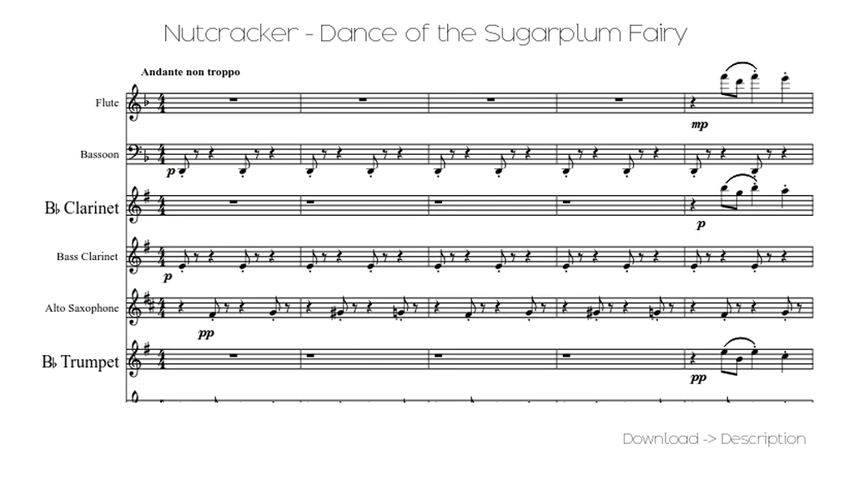 Nutcracker - Dance of the Sugarplum Fairy
Andante non troppo
Flute
mp
Bassoon
p
B♭ Clarinet
p
Bass Clarinet
p
Alto Saxophone
pp
B♭ Trumpet
pp
Download -> Description